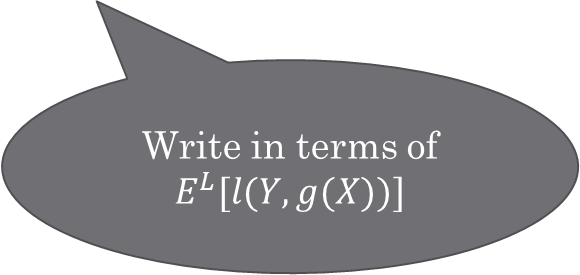 Write in terms of
E^L[l(Y, g(X))]